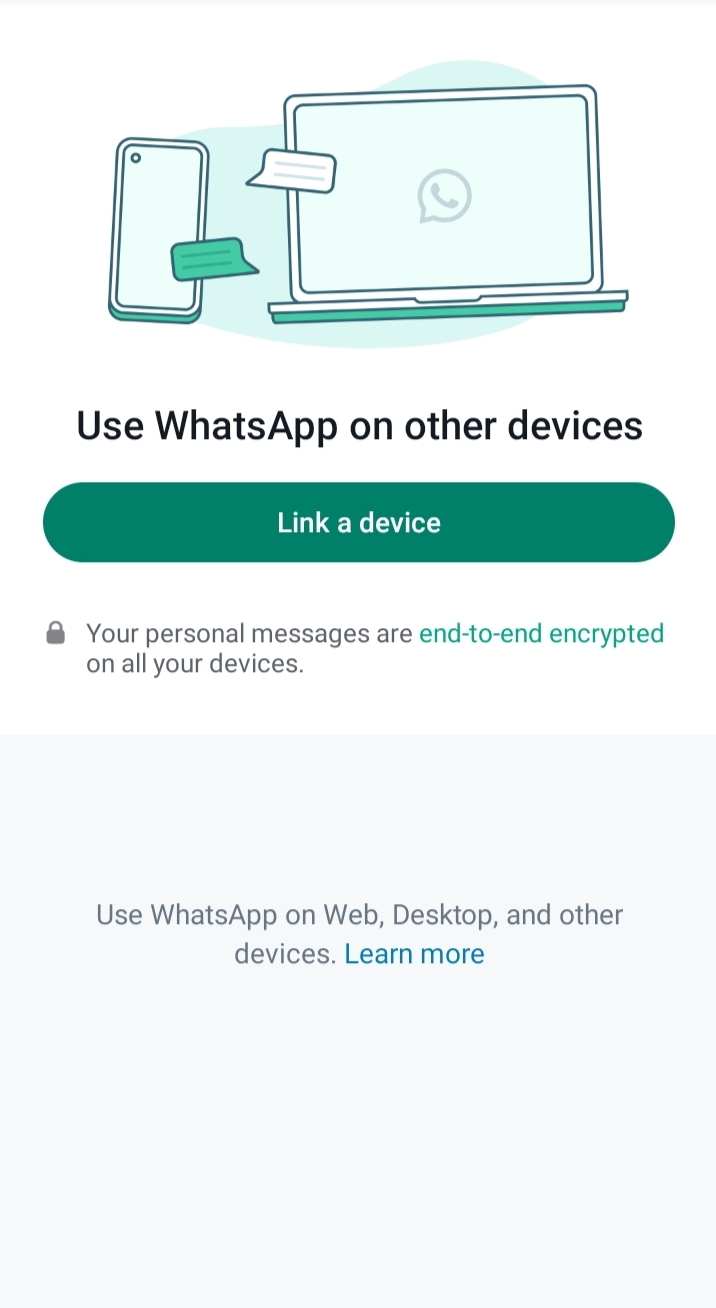 Use WhatsApp on other devices
Link a device
Your personal messages are end-to-end encrypted
on all your devices.
Use WhatsApp on Web, Desktop, and other
devices. Learn more